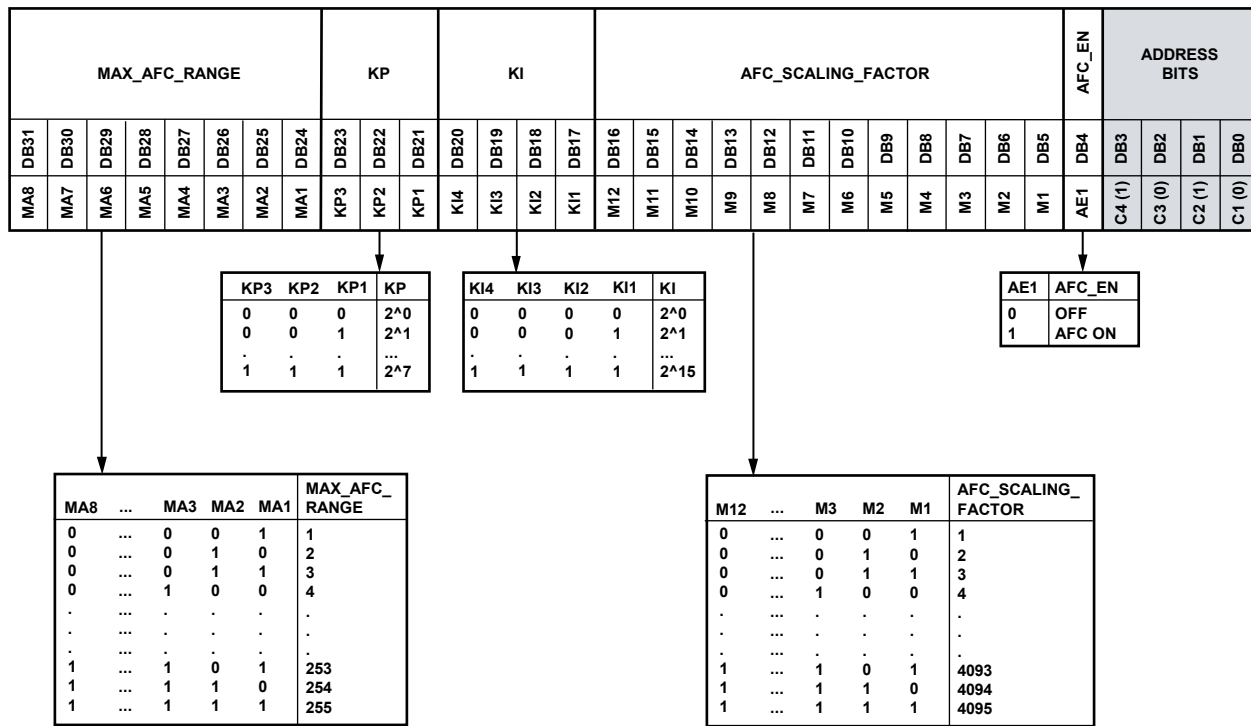 MAX_AFC_RANGE KP KI AFC_SCALING_FACTOR AFC_EN ADDRESS BITS
DB31 DB30 DB29 DB28 DB27 DB26 DB25 DB24 DB23 DB22 DB21 DB20 DB19 DB18 DB17 DB16 DB15 DB14 DB13 DB12 DB11 DB10 DB9 DB8 DB7 DB6 DB5 DB4 DB3 DB2 DB1 DB0
MA8 MA7 MA6 MA5 MA4 MA3 MA2 MA1 KP3 KP2 KP1 KI4 KI3 KI2 KI1 M12 M11 M10 M9 M8 M7 M6 M5 M4 M3 M2 M1 AE1 C4 (1) C3 (0) C2 (1) C1 (0)
KP3 KP2 KP1 KP
0 0 0 2^0
0 0 1 2^1
. . . ...
1 1 1 2^7
KI4 KI3 KI2 KI1 KI
0 0 0 0 2^0
0 0 0 1 2^1
. . . . ...
1 1 1 1 2^15
AE1 AFC_EN
0 OFF
1 AFC ON
MA8 ... MA3 MA2 MA1 MAX_AFC_
RANGE
0 ... 0 0 1 1
0 ... 0 1 0 2
0 ... 0 1 1 3
0 ... 1 0 0 4
. ... . . . .
. ... . . . .
. ... . . . .
1 ... 1 0 1 253
1 ... 1 1 0 254
1 ... 1 1 1 255
M12 ... M3 M2 M1 AFC_SCALING_
FACTOR
0 ... 0 0 1 1
0 ... 0 1 0 2
0 ... 0 1 1 3
0 ... 1 0 0 4
. ... . . . .
. ... . . . .
. ... . . . .
1 ... 1 0 1 4093
1 ... 1 1 0 4094
1 ... 1 1 1 4095